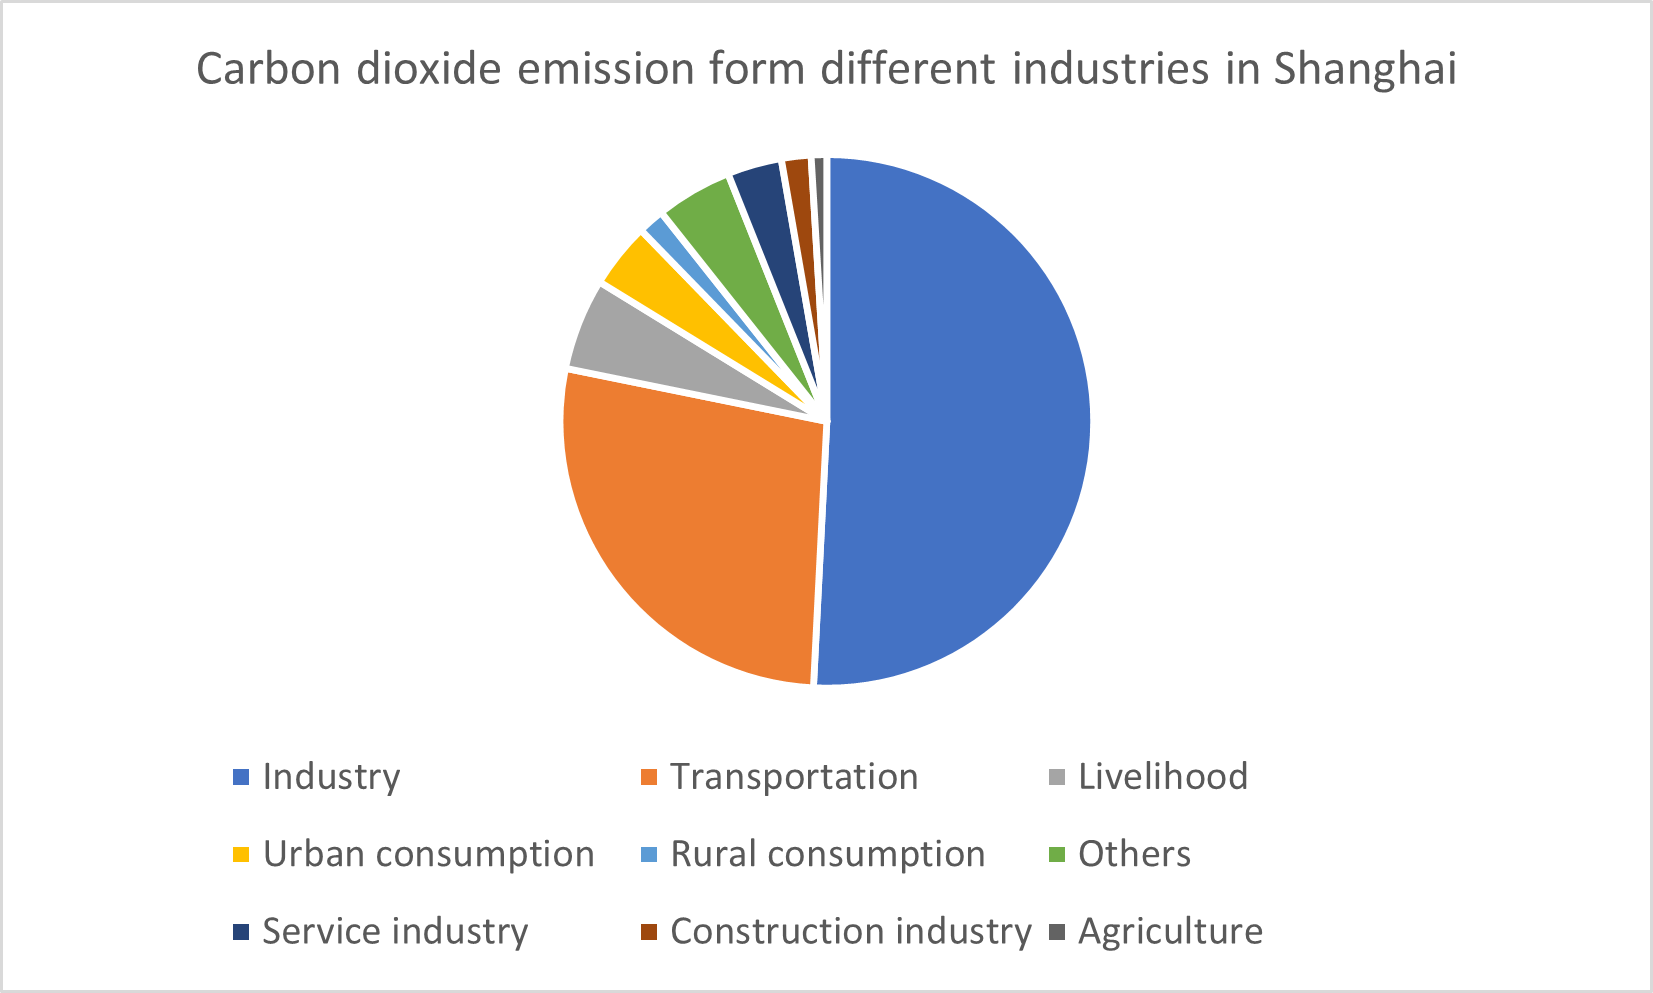 Carbon dioxide emission form different industries in Shanghai
Industry
Transportation
Livelihood
Urban consumption
Rural consumption
Others
Service industry
Construction industry
Agriculture